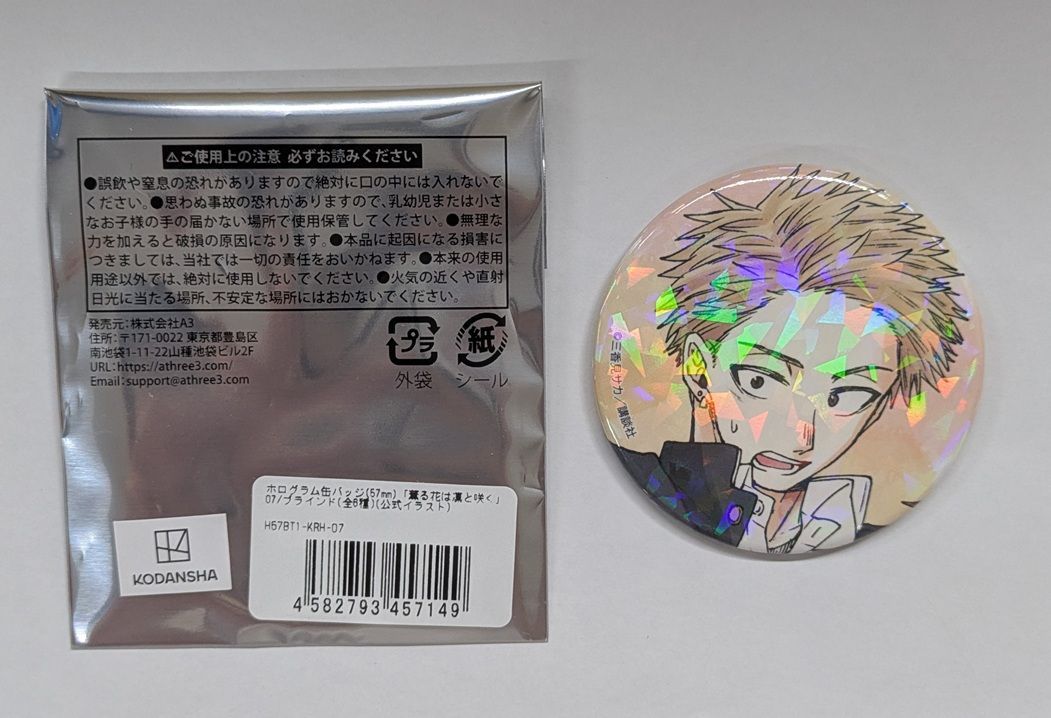 ⚠ご使用上の注意 必ずお読みください
●誤飲や窒息の恐れがありますので絶対に口の中には入れないで
ください。●思わぬ事故の恐れがありますので、乳幼児または小さ
なお子様の手の届かない場所で使用保管してください。●無理な
力を加えると破損の原因になります。●本品に起因になる損害に
つきましては、当社では一切の責任をおいかねます。●本来の使用
用途以外では、絶対に使用しないでください。●火気の近くや直射
日光に当たる場所、不安定な場所にはおかないでください。
発売元：株式会社A3
住所：〒171-0022 東京都豊島区
南池袋1-11-22山種池袋ビル2F
URL：https://athree3.com/
Email：support@athree3.com
プラ
外袋
紙
シール
KODANSHA
ホログラム缶バッジ(57mm)「薫る花は凛と咲く」
07/ブラインド(全6種)(公式イラスト)
H57BT1-KRH-07
4 582793 457149
©三香見サカ／講談社